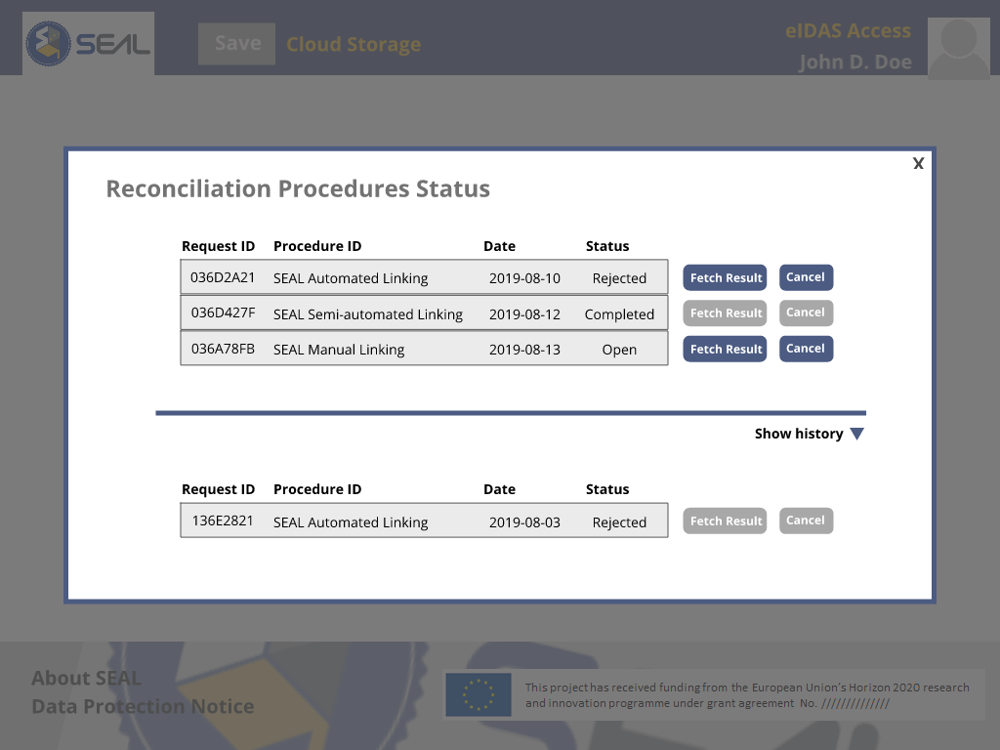 SEAL
Save
Cloud Storage
eIDAS Access
John D. Doe
X
Reconciliation Procedures Status
Request ID Procedure ID Date Status
036D2A21 SEAL Automated Linking 2019-08-10 Rejected Fetch Result Cancel
036D427F SEAL Semi-automated Linking 2019-08-12 Completed Fetch Result Cancel
036A78FB SEAL Manual Linking 2019-08-13 Open Fetch Result Cancel
Show history
Request ID Procedure ID Date Status
136E2821 SEAL Automated Linking 2019-08-03 Rejected Fetch Result Cancel
About SEAL
Data Protection Notice
This project has received funding from the European Union's Horizon 2020 research
and innovation programme under grant agreement No. //////////////